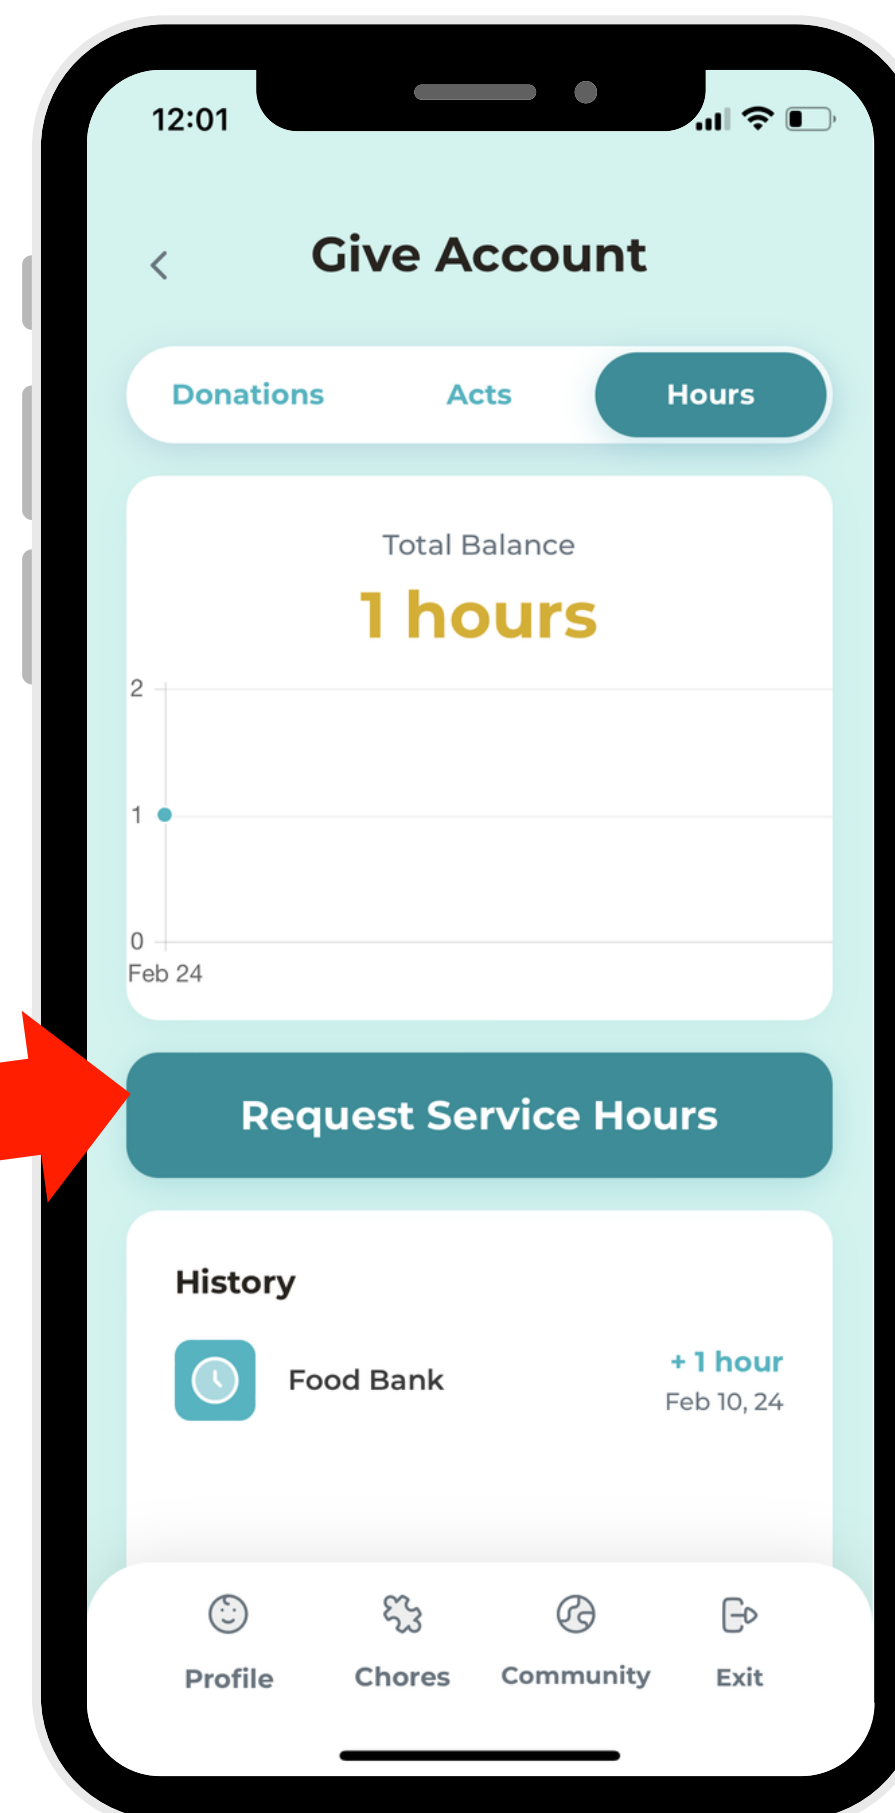 12:01
Give Account
Donations Acts Hours
Total Balance
1 hours
2
1
0
Feb 24
Request Service Hours
History
Food Bank + 1 hour
Feb 10, 24
Profile Chores Community Exit